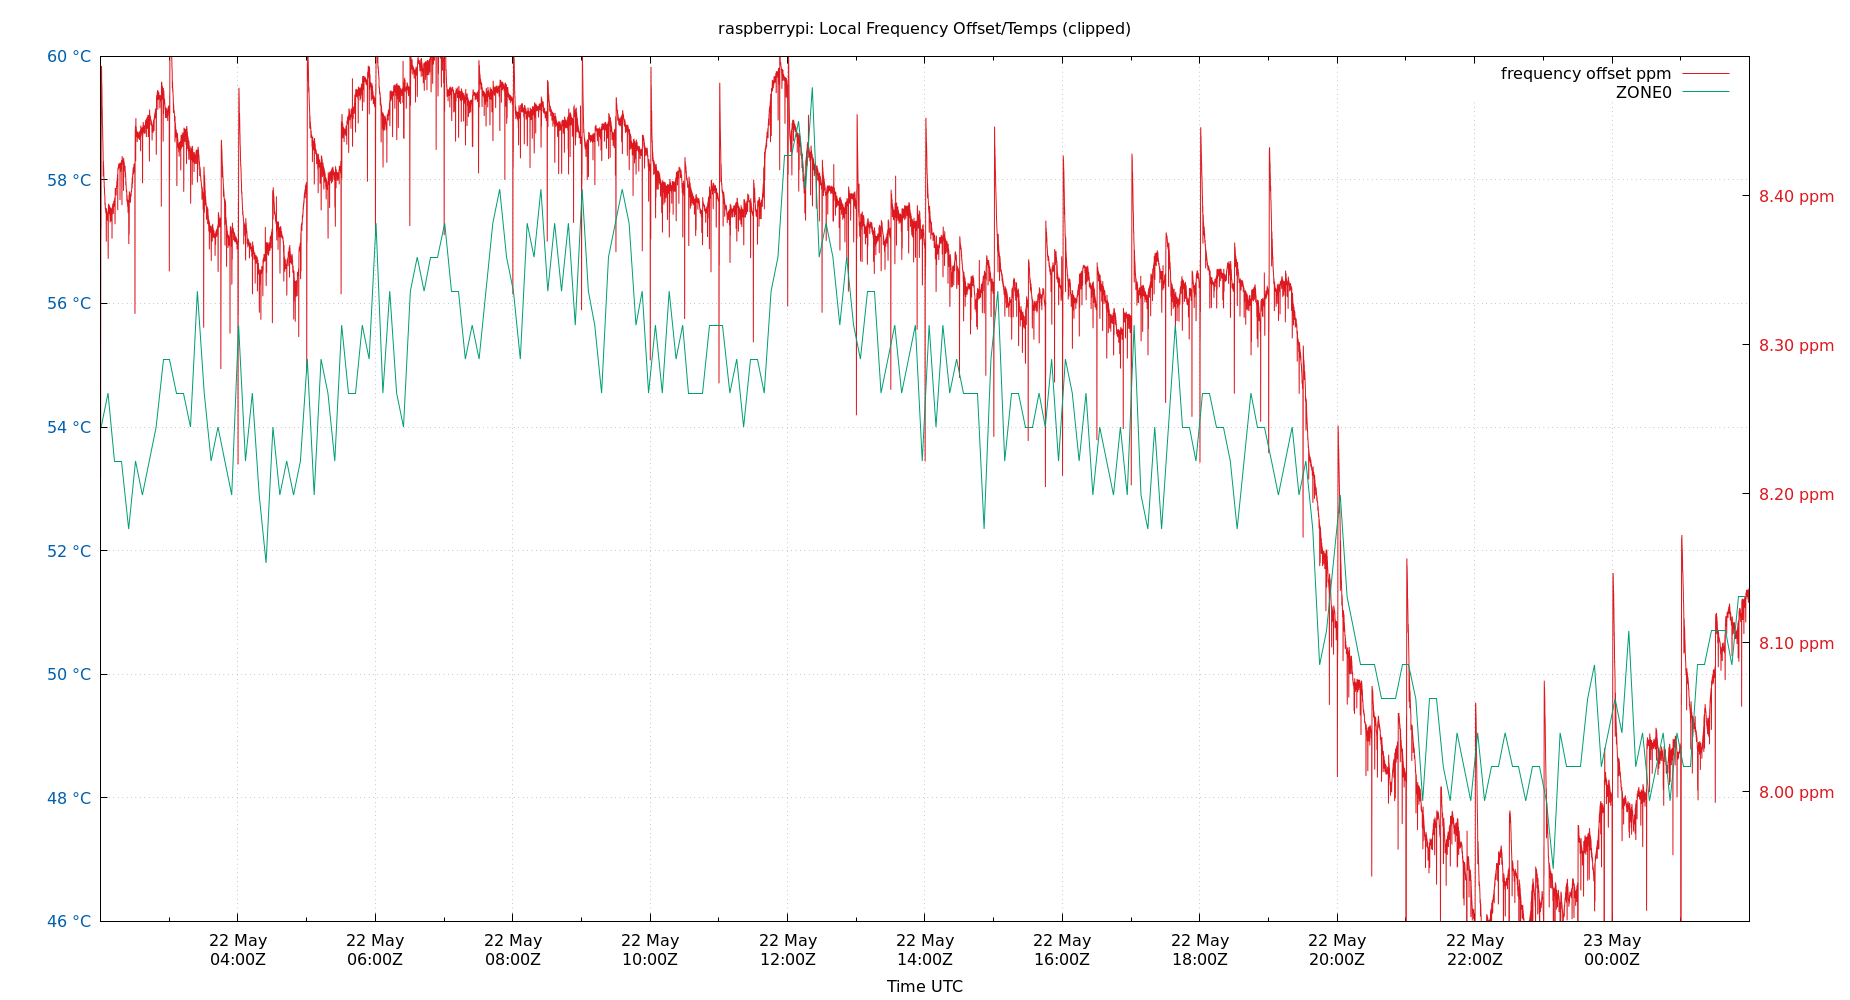 raspberrypi: Local Frequency Offset/Temps (clipped)
60 °C
58 °C
56 °C
54 °C
52 °C
50 °C
48 °C
46 °C
frequency offset ppm
ZONE0
8.40 ppm
8.30 ppm
8.20 ppm
8.10 ppm
8.00 ppm
22 May 22 May 22 May 22 May 22 May 22 May 22 May 22 May 22 May 22 May 23 May
04:00Z 06:00Z 08:00Z 10:00Z 12:00Z 14:00Z 16:00Z 18:00Z 20:00Z 22:00Z 00:00Z
Time UTC